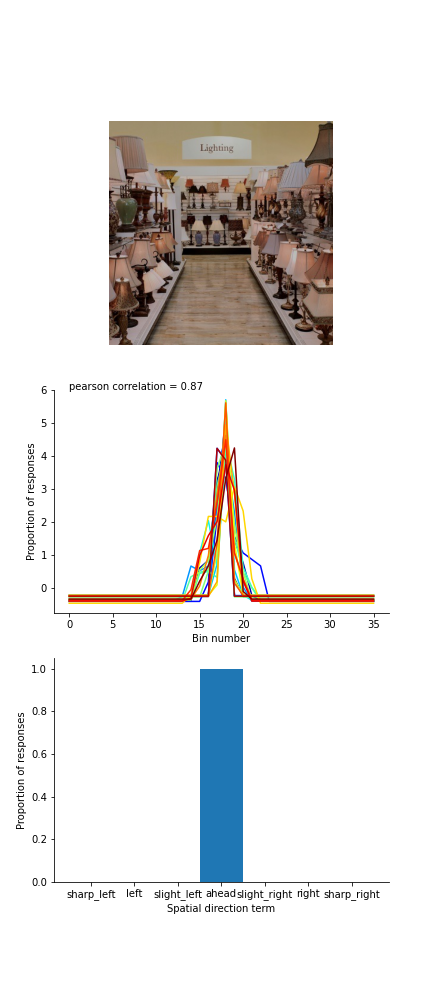 Lighting
pearson correlation = 0.87
6
5
4
3
2
1
0
Proportion of responses
0 5 10 15 20 25 30 35
Bin number
1.0
0.8
0.6
0.4
0.2
0.0
Proportion of responses
sharp_left left slight_left ahead slight_right right sharp_right
Spatial direction term